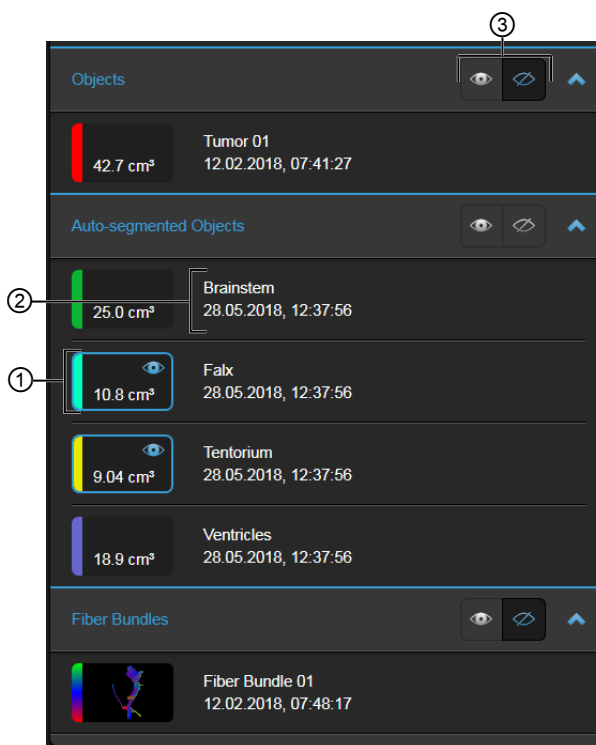 ③
Objects
42.7 cm³
Tumor 01
12.02.2018, 07:41:27
Auto-segmented Objects
②
25.0 cm³
Brainstem
28.05.2018, 12:37:56
①
10.8 cm³
Falx
28.05.2018, 12:37:56
9.04 cm³
Tentorium
28.05.2018, 12:37:56
18.9 cm³
Ventricles
28.05.2018, 12:37:56
Fiber Bundles
Fiber Bundle 01
12.02.2018, 07:48:17